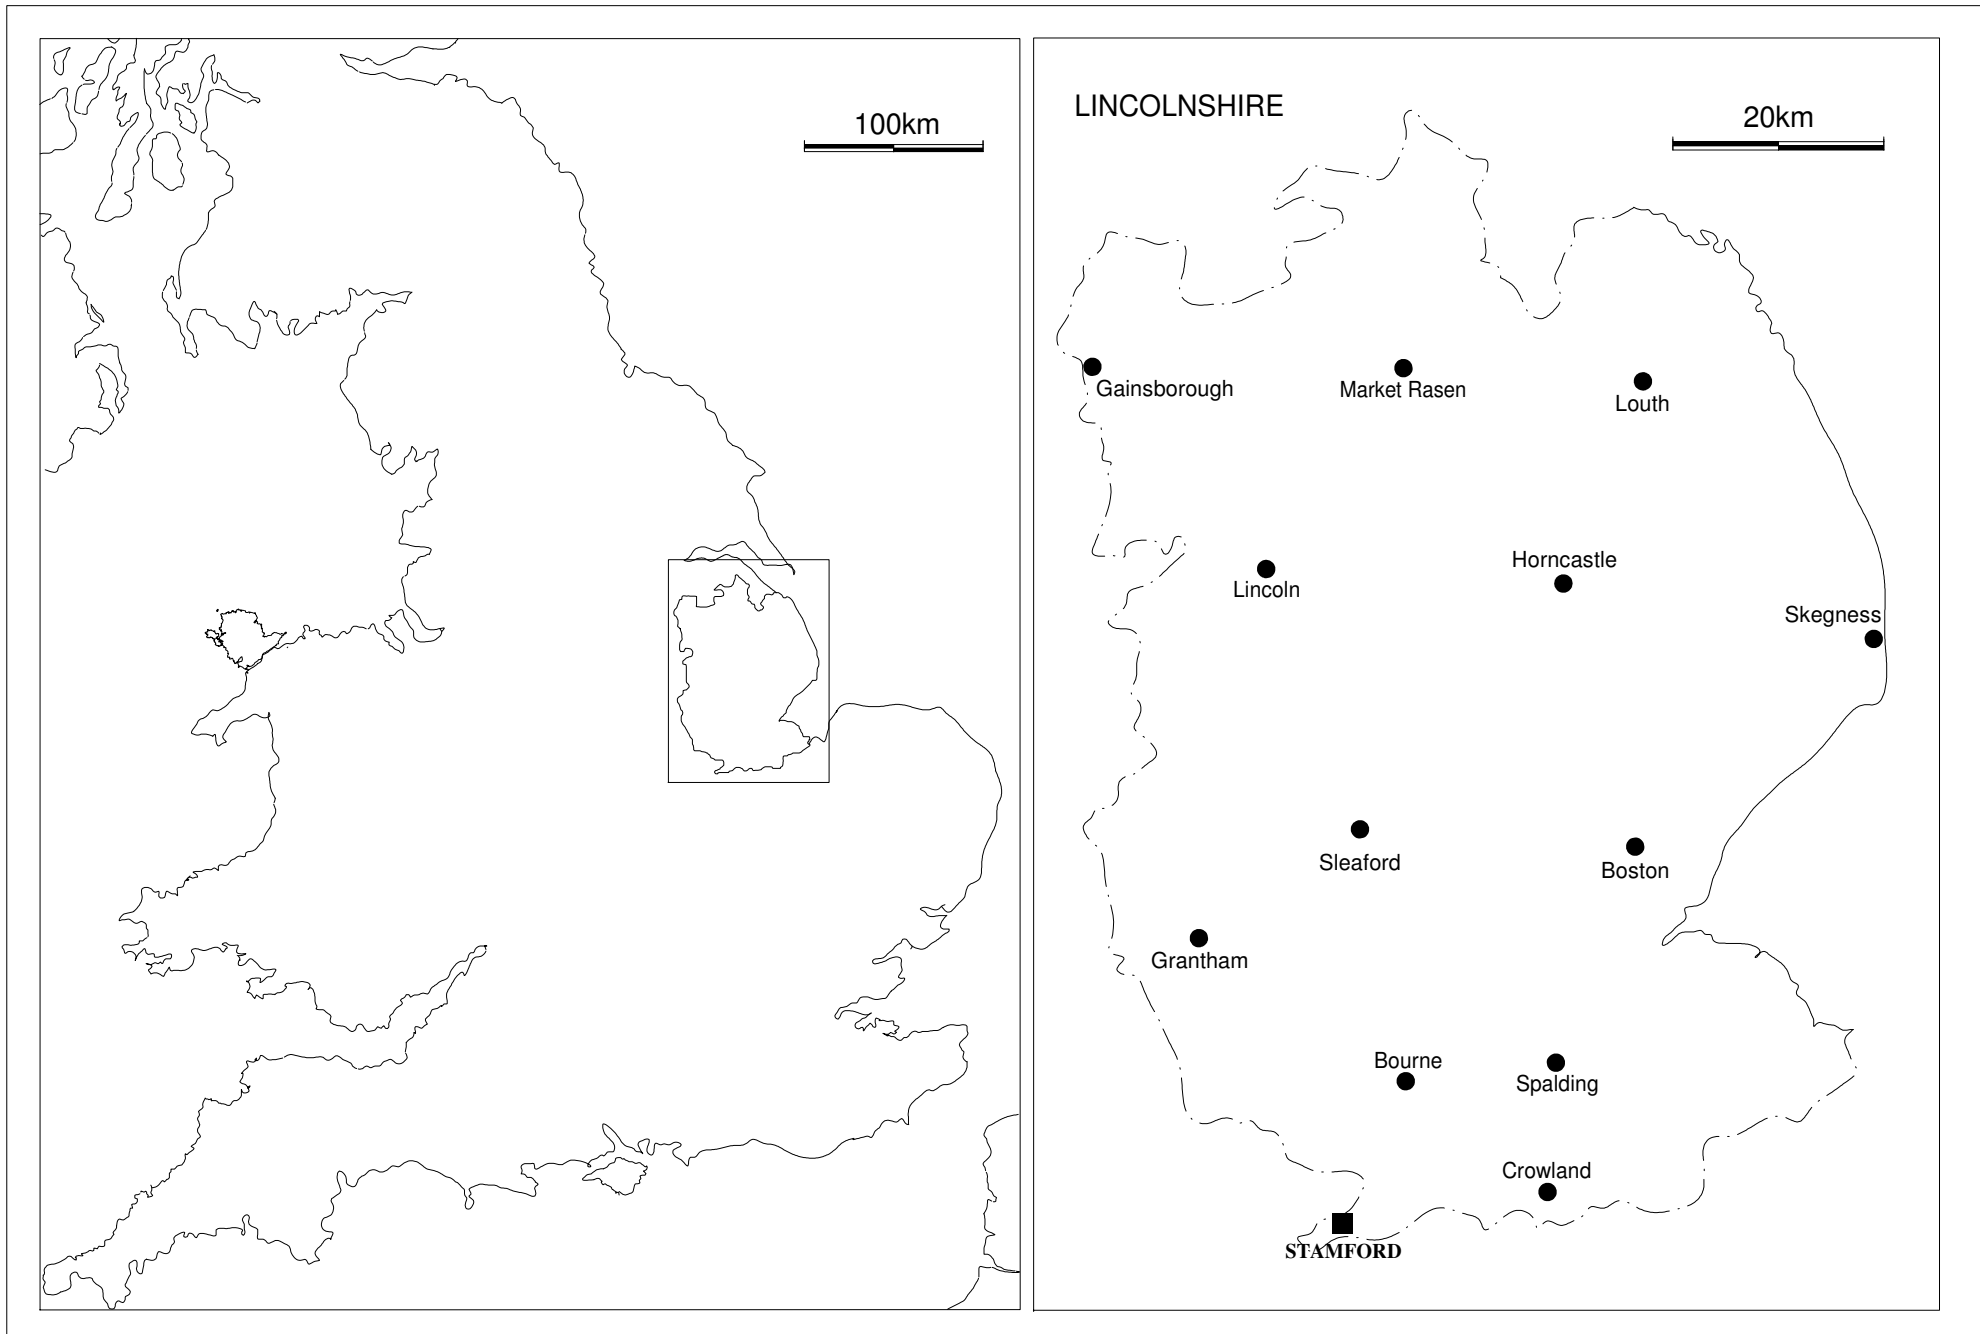 100km
LINCOLNSHIRE
20km
Gainsborough
Market Rasen
Louth
Horncastle
Lincoln
Skegness
Sleaford
Boston
Grantham
Bourne
Spalding
Crowland
STAMFORD